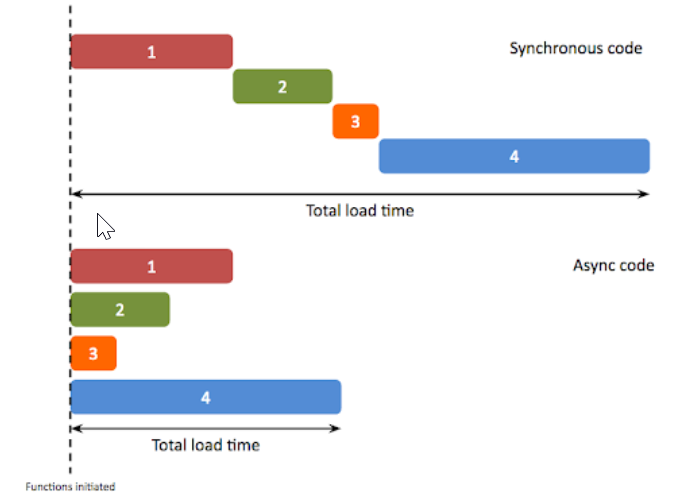 1
Synchronous code
2
3
4
Total load time
1
Async code
2
3
4
Total load time
Functions initiated